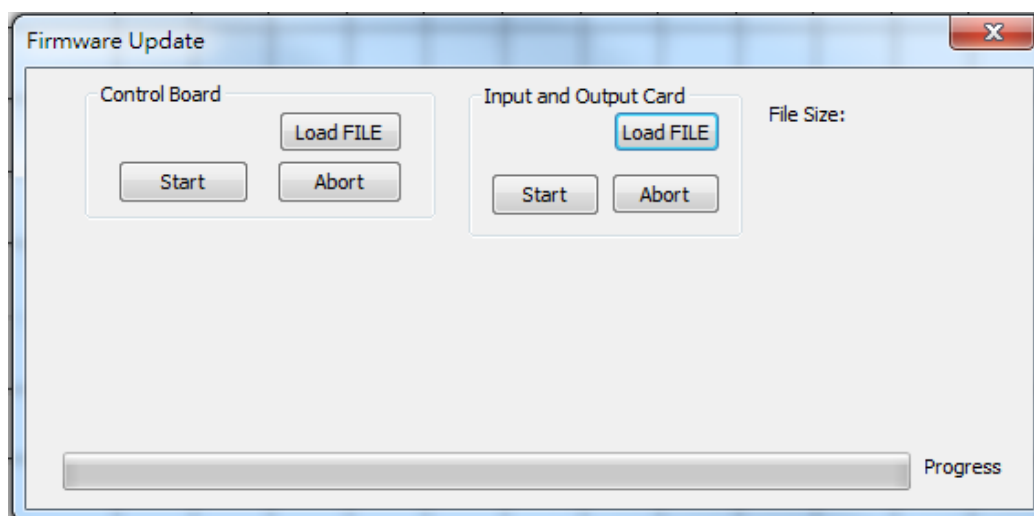 Firmware Update
X
Control Board
Load FILE
Start
Abort
Input and Output Card
Load FILE
Start
Abort
File Size:
Progress